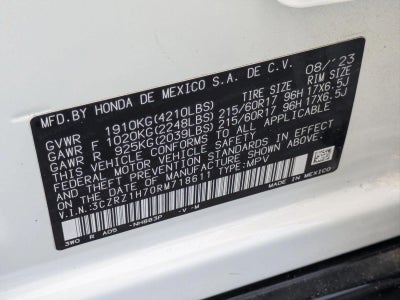 MFD.BY HONDA DE MEXICO S.A. DE C.V. 08/'23
GVWR 1910KG(4210LBS) TIRE SIZE RIM SIZE
GAWR F 1020KG(2248LBS) 215/60R17 96H 17X6.5J
GAWR R 925KG(2039LBS) 215/60R17 96H 17X6.5J
THIS VEHICLE CONFORMS TO ALL APPLICABLE
FEDERAL MOTOR VEHICLE SAFETY AND
THEFT PREVENTION STANDARDS IN EFFECT
ON THE DATE OF MANUFACTURE SHOWN ABOVE.
V.I.N.:3CZRZ1H70RM718611 TYPE:MPV
3W0 R A05 NH883P -V -M MADE IN MEXICO